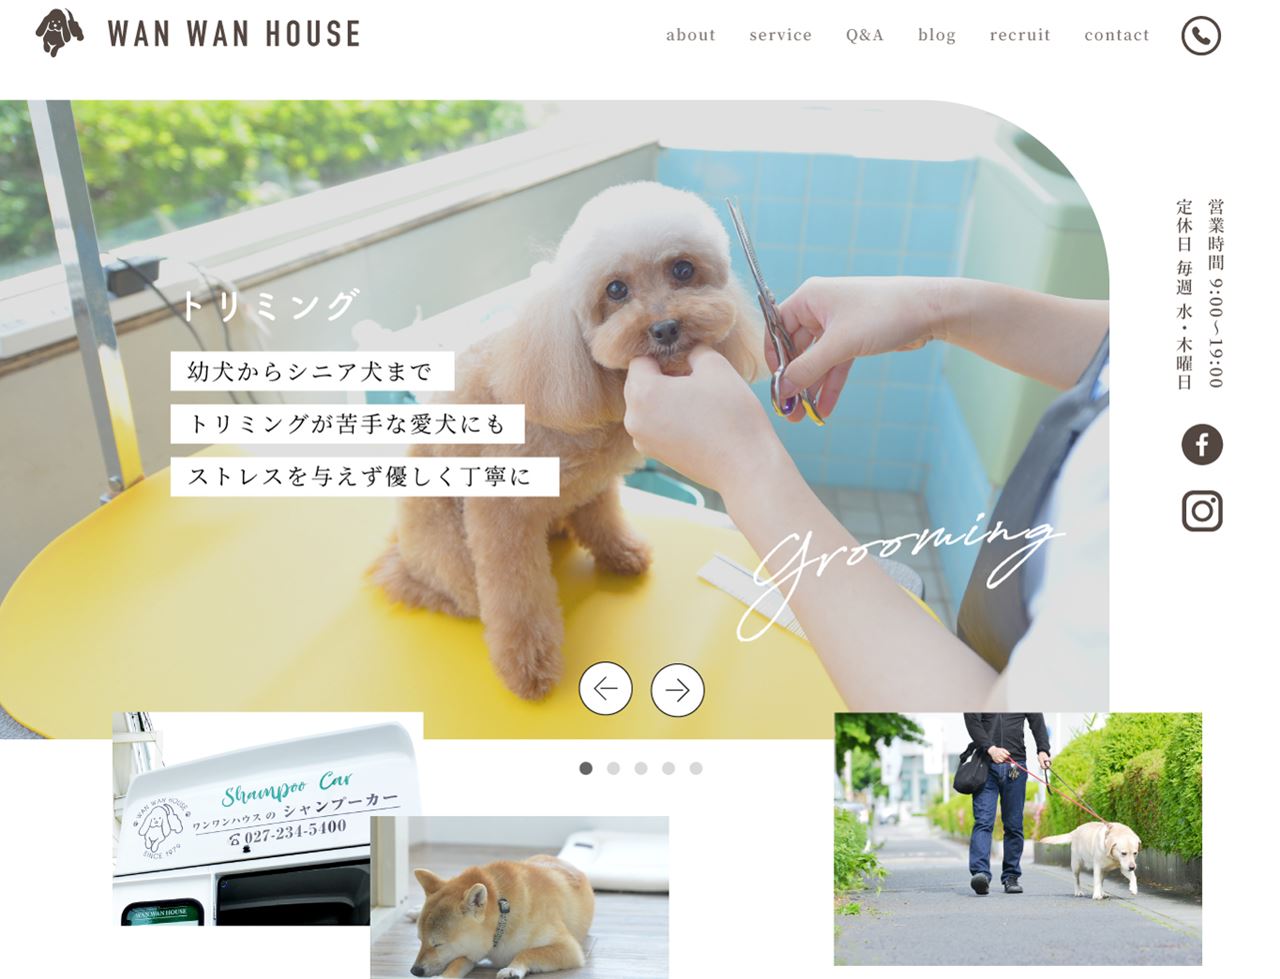 WAN WAN HOUSE
about service Q&A blog recruit contact
営業時間 9:00〜19:00
定休日 毎週 水・木曜日
トリミング
幼犬からシニア犬まで
トリミングが苦手な愛犬にも
ストレスを与えず優しく丁寧に
Grooming
Shampoo Car
WAN WAN HOUSE
SINCE 1979
ワンワンハウス の シャンプーカー
027-234-5400
WAN WAN HOUSE